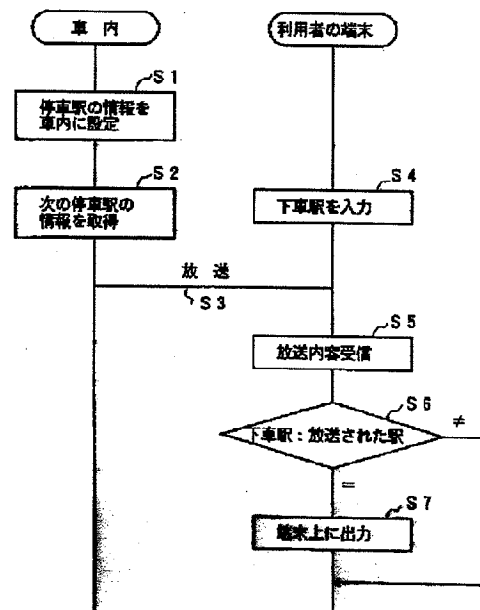 車 内
利用者の端末
S1
停車駅の情報を
車内に設定
S2
次の停車駅の
情報を取得
S4
下車駅を入力
放 送
S3
S5
放送内容受信
S6
下車駅：放送された駅
≠
=
S7
端末上に出力